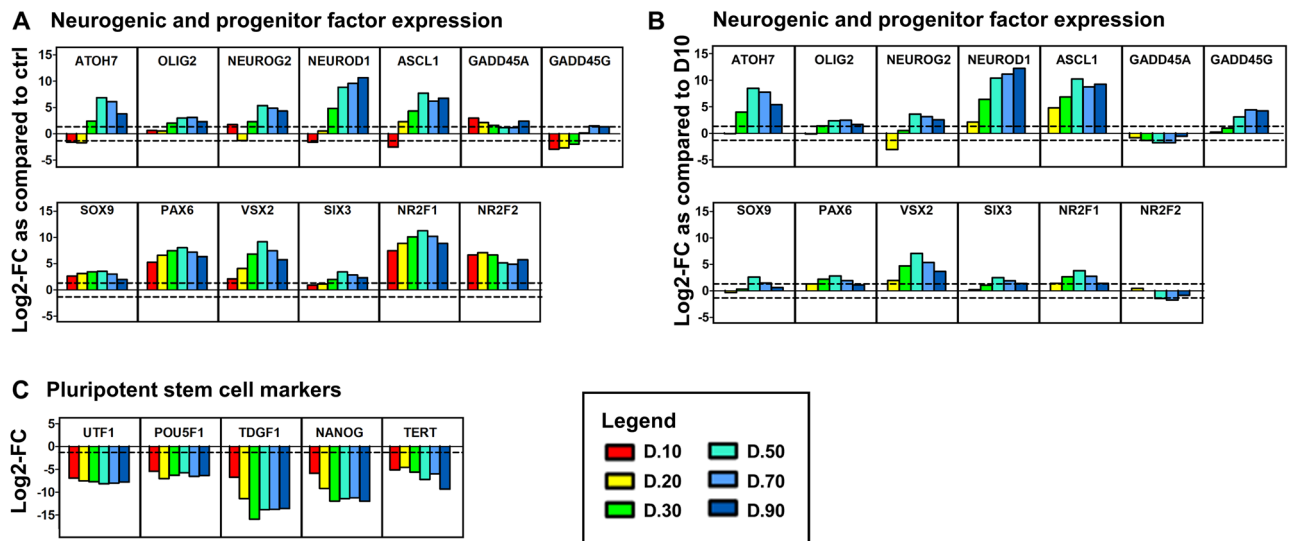 A Neurogenic and progenitor factor expression
Log2-FC as compared to ctrl
15
10
5
0
-5
ATOH7 OLIG2 NEUROG2 NEUROD1 ASCL1 GADD45A GADD45G
15
10
5
0
-5
SOX9 PAX6 VSX2 SIX3 NR2F1 NR2F2
B Neurogenic and progenitor factor expression
Log2-FC as compared to D10
15
10
5
0
-5
ATOH7 OLIG2 NEUROG2 NEUROD1 ASCL1 GADD45A GADD45G
15
10
5
0
-5
SOX9 PAX6 VSX2 SIX3 NR2F1 NR2F2
C Pluripotent stem cell markers
Log2-FC
5
0
-5
-10
-15
UTF1 POU5F1 TDGF1 NANOG TERT
Legend
D.10 D.50
D.20 D.70
D.30 D.90